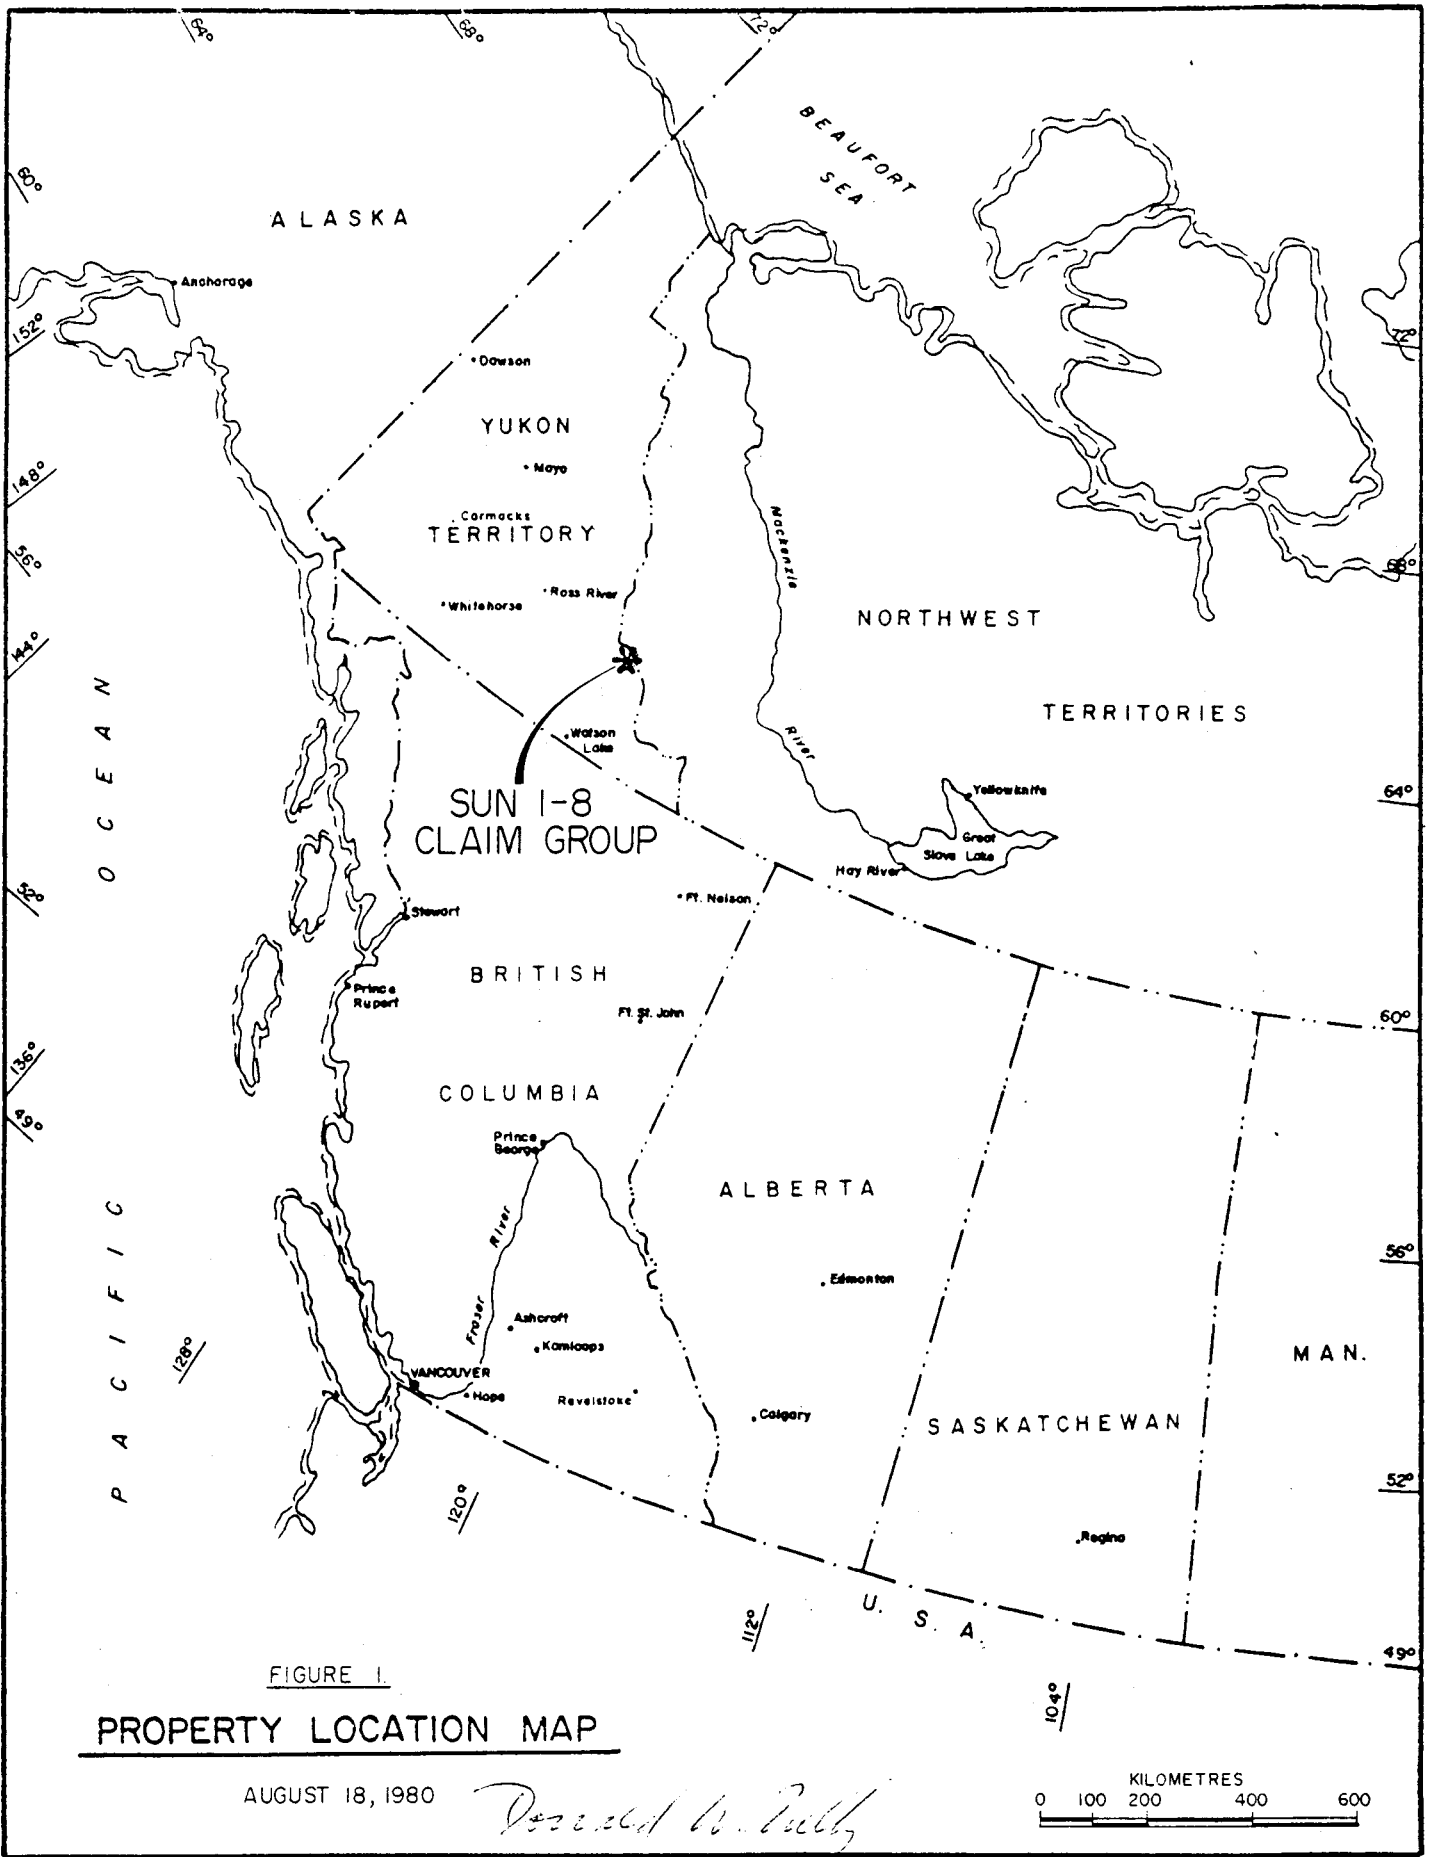 64°
68°
72°
BEAUFORT
SEA
60°
ALASKA
Anchorage
152°
72°
Dawson
YUKON
Mayo
148°
Carmacks
TERRITORY
Mackenzie
56°
68°
Ross River
Whitehorse
NORTHWEST
144°
TERRITORIES
River
Watson
Lake
SUN 1-8
CLAIM GROUP
Yellowknife
64°
Great
Slave Lake
Hay River
PACIFIC OCEAN
52°
Ft. Nelson
Stewart
BRITISH
Prince
Rupert
Ft. St. John
60°
136°
COLUMBIA
49°
Prince
George
ALBERTA
Fraser River
56°
Edmonton
Ashcroft
Kamloops
128°
MAN.
VANCOUVER
Hope
Revelstoke
Calgary
SASKATCHEWAN
52°
120°
Regina
U. S. A.
112°
49°
104°
FIGURE 1.
PROPERTY LOCATION MAP
AUGUST 18, 1980
KILOMETRES
0 100 200 400 600